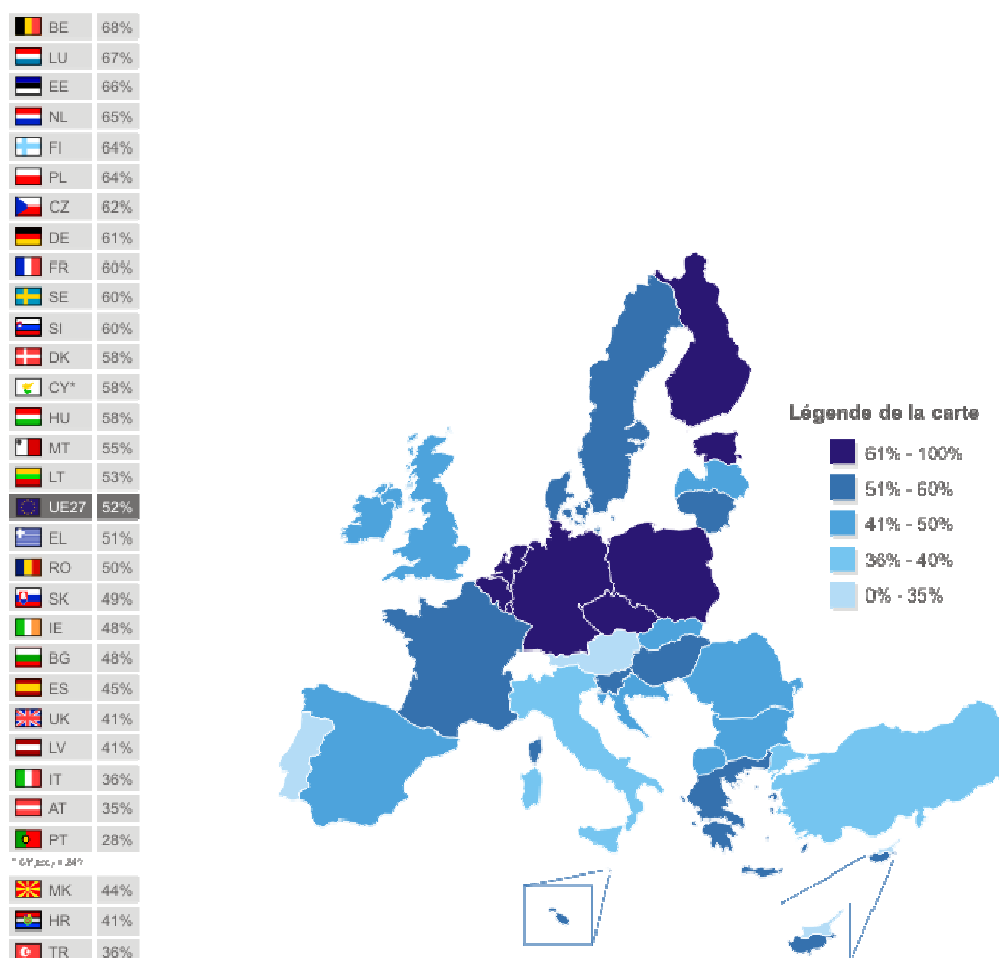 BE 68%
LU 67%
EE 66%
NL 65%
FI 64%
PL 64%
CZ 62%
DE 61%
FR 60%
SE 60%
SI 60%
DK 58%
CY* 58%
HU 58%
MT 55%
LT 53%
UE27 52%
EL 51%
RO 50%
SK 49%
IE 48%
BG 48%
ES 45%
UK 41%
LV 41%
IT 36%
AT 35%
PT 28%
MK 44%
HR 41%
TR 36%
Légende de la carte
61% - 100%
51% - 60%
41% - 50%
36% - 40%
0% - 35%